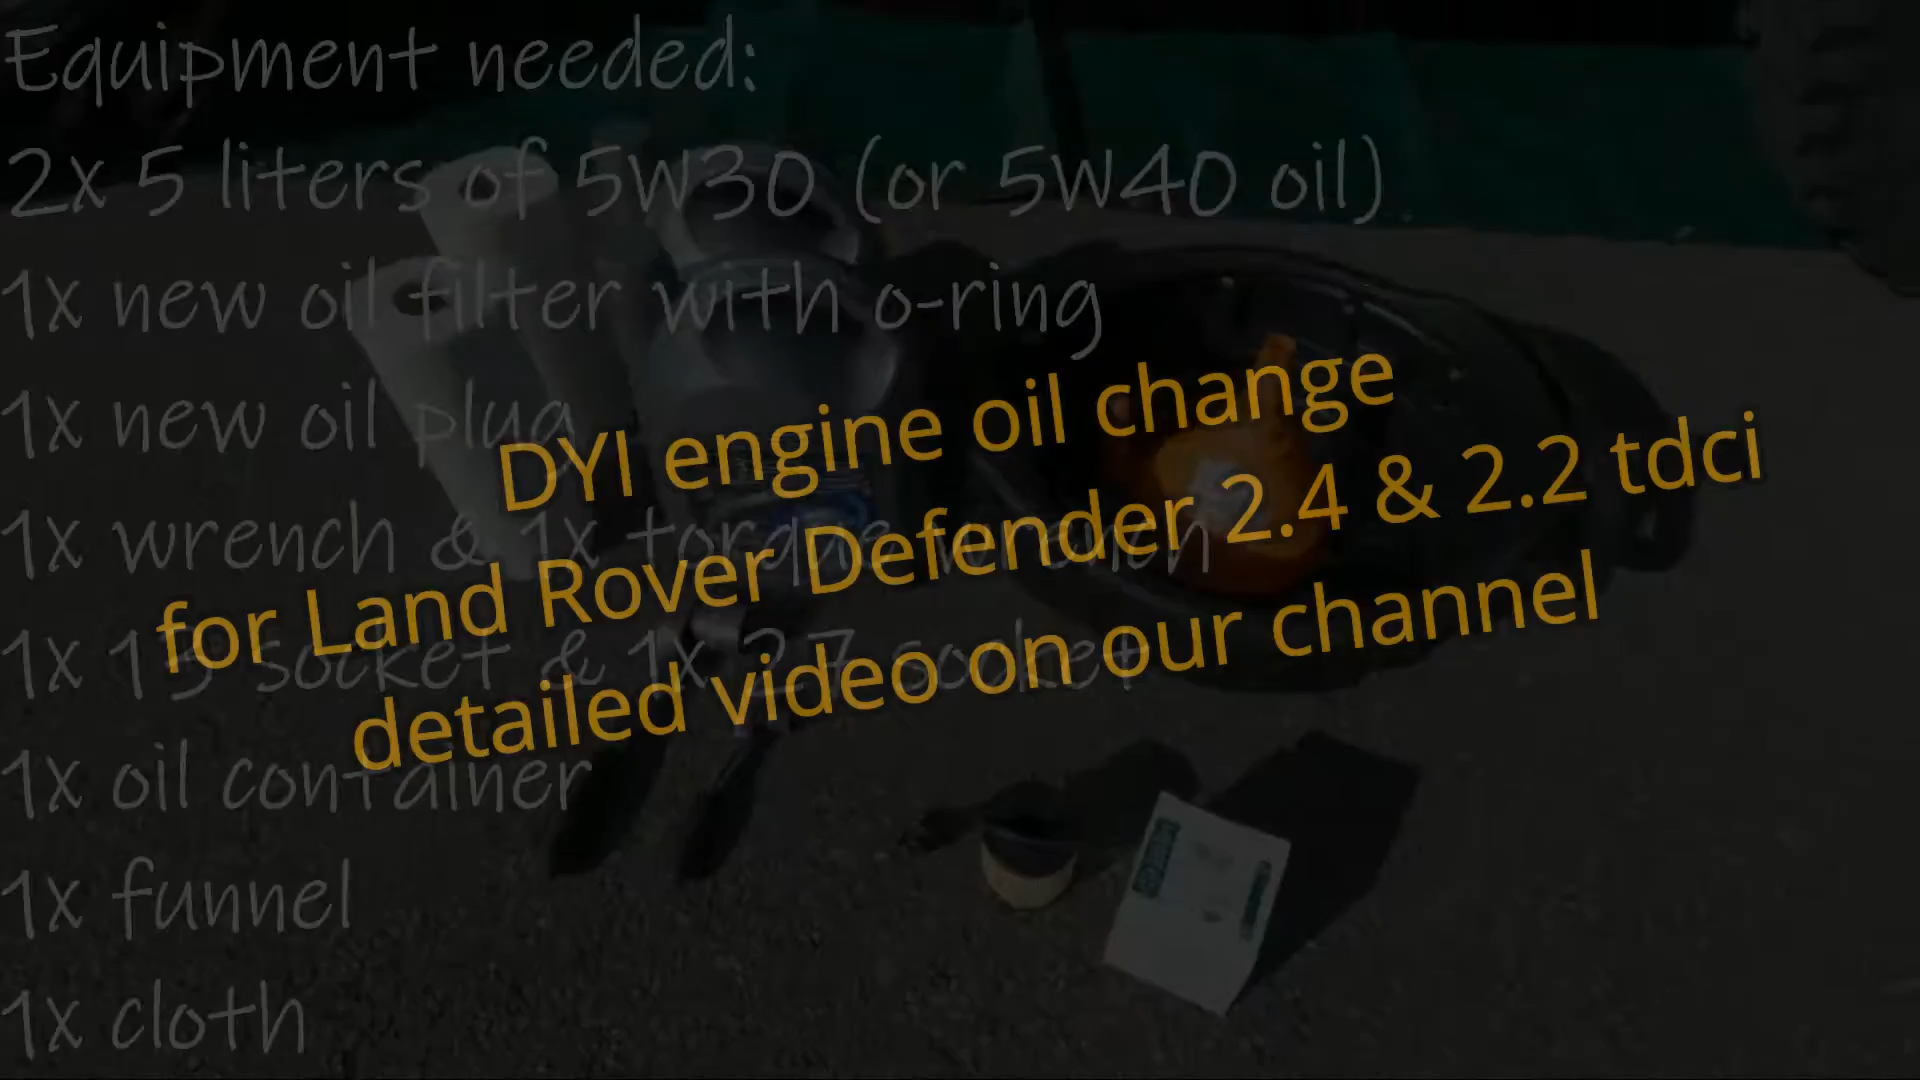 Equipment needed:
2x 5 liters of 5W30 (or 5W40 oil)
1x new oil filter with o-ring
1x new oil plug
1x wrench & 1x torque wrench
1x 13 socket & 1x 27 socket
1x oil container
1x funnel
1x cloth
DYI engine oil change
for Land Rover Defender 2.4 & 2.2 tdci
detailed video on our channel